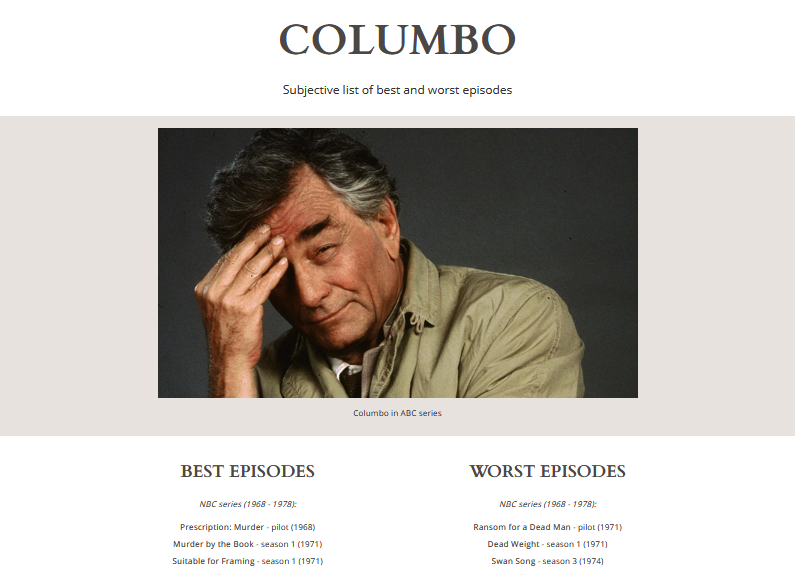 COLUMBO
Subjective list of best and worst episodes
Columbo in ABC series
BEST EPISODES
NBC series (1968 - 1978):
Prescription: Murder - pilot (1968)
Murder by the Book - season 1 (1971)
Suitable for Framing - season 1 (1971)
WORST EPISODES
NBC series (1968 - 1978):
Ransom for a Dead Man - pilot (1971)
Dead Weight - season 1 (1971)
Swan Song - season 3 (1974)